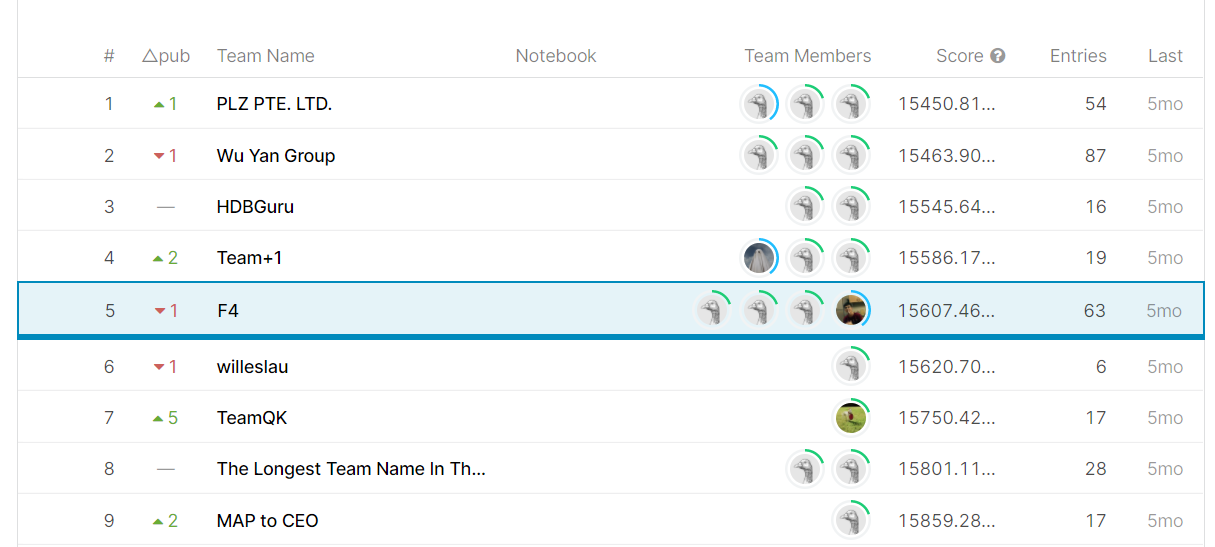 # △pub Team Name Notebook Team Members Score ? Entries Last
1 ▲ 1 PLZ PTE. LTD. 15450.81... 54 5mo
2 ▼ 1 Wu Yan Group 15463.90... 87 5mo
3 — HDBGuru 15545.64... 16 5mo
4 ▲ 2 Team+1 15586.17... 19 5mo
5 ▼ 1 F4 15607.46... 63 5mo
6 ▼ 1 willeslau 15620.70... 6 5mo
7 ▲ 5 TeamQK 15750.42... 17 5mo
8 — The Longest Team Name In Th... 15801.11... 28 5mo
9 ▲ 2 MAP to CEO 15859.28... 17 5mo